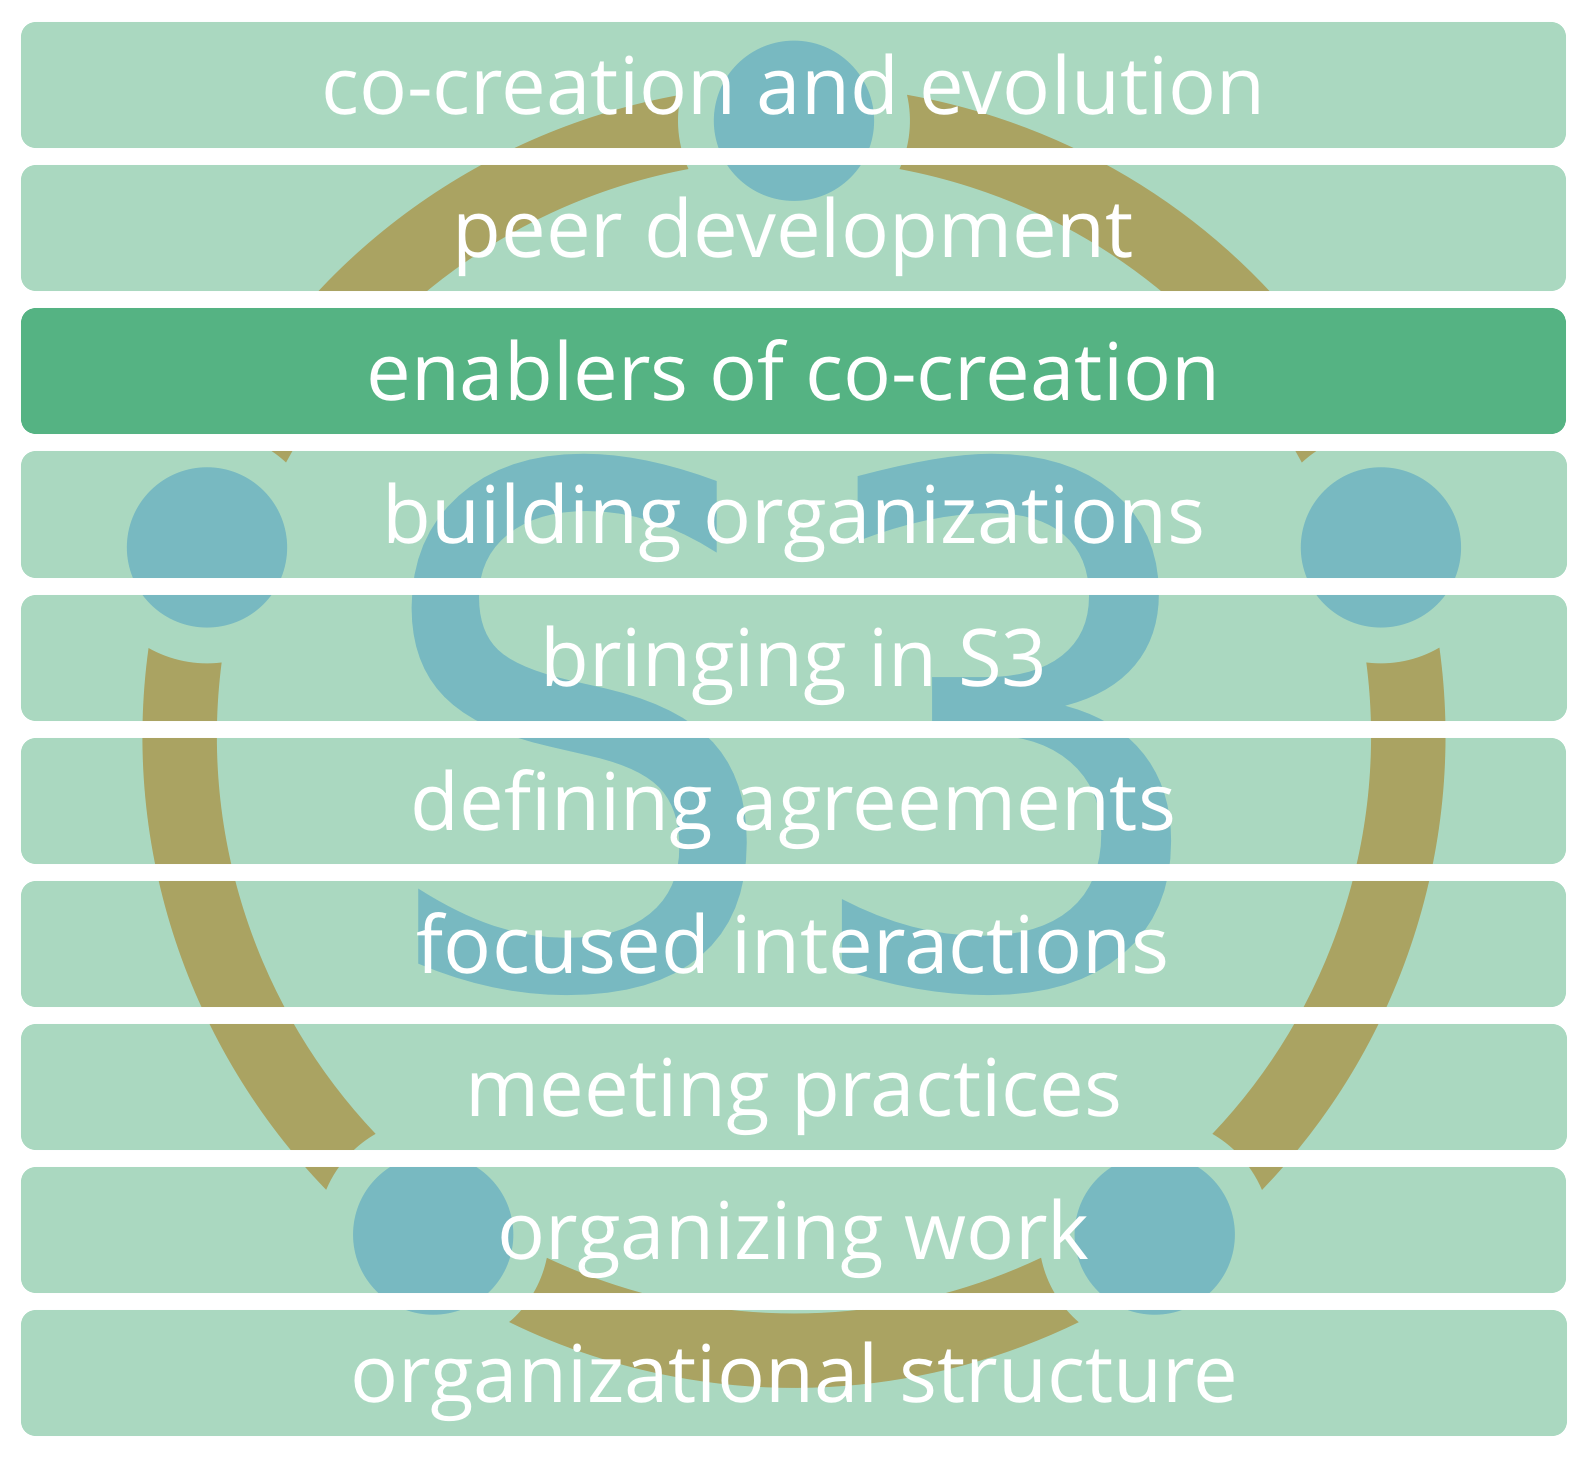 co-creation and evolution
peer development
enablers of co-creation
building organizations
bringing in S3
defining agreements
focused interactions
meeting practices
organizing work
organizational structure
S3